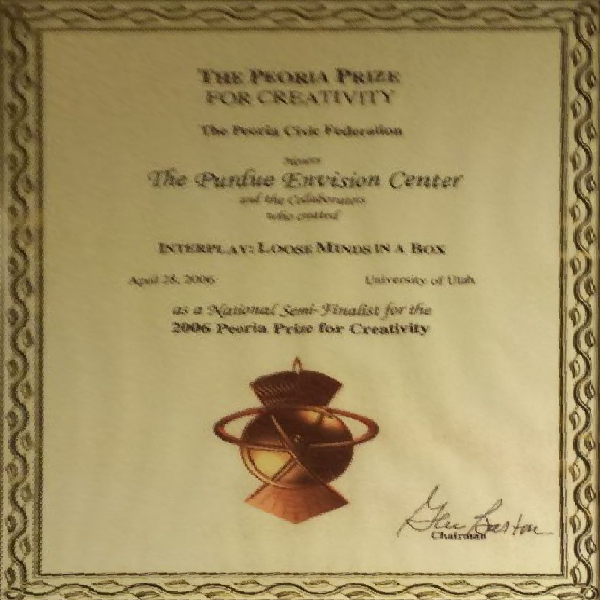 THE PEORIA PRIZE
FOR CREATIVITY
The Peoria Civic Federation
honors
The Purdue Envision Center
and the Collaborators
who created
INTERPLAY: LOOSE MINDS IN A BOX
April 28, 2006 University of Utah
as a National Semi-Finalist for the
2006 Peoria Prize for Creativity
Chairman